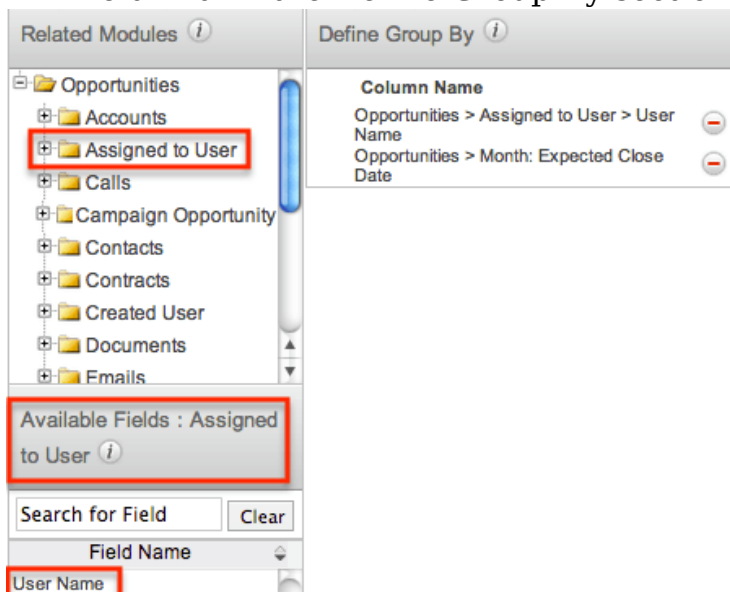 Related Modules i
Define Group By i
Opportunities
Accounts
Assigned to User
Calls
Campaign Opportunity
Contacts
Contracts
Created User
Documents
Emails
Column Name
Opportunities > Assigned to User > User
Name
Opportunities > Month: Expected Close
Date
Available Fields : Assigned
to User i
Search for Field
Clear
Field Name
User Name